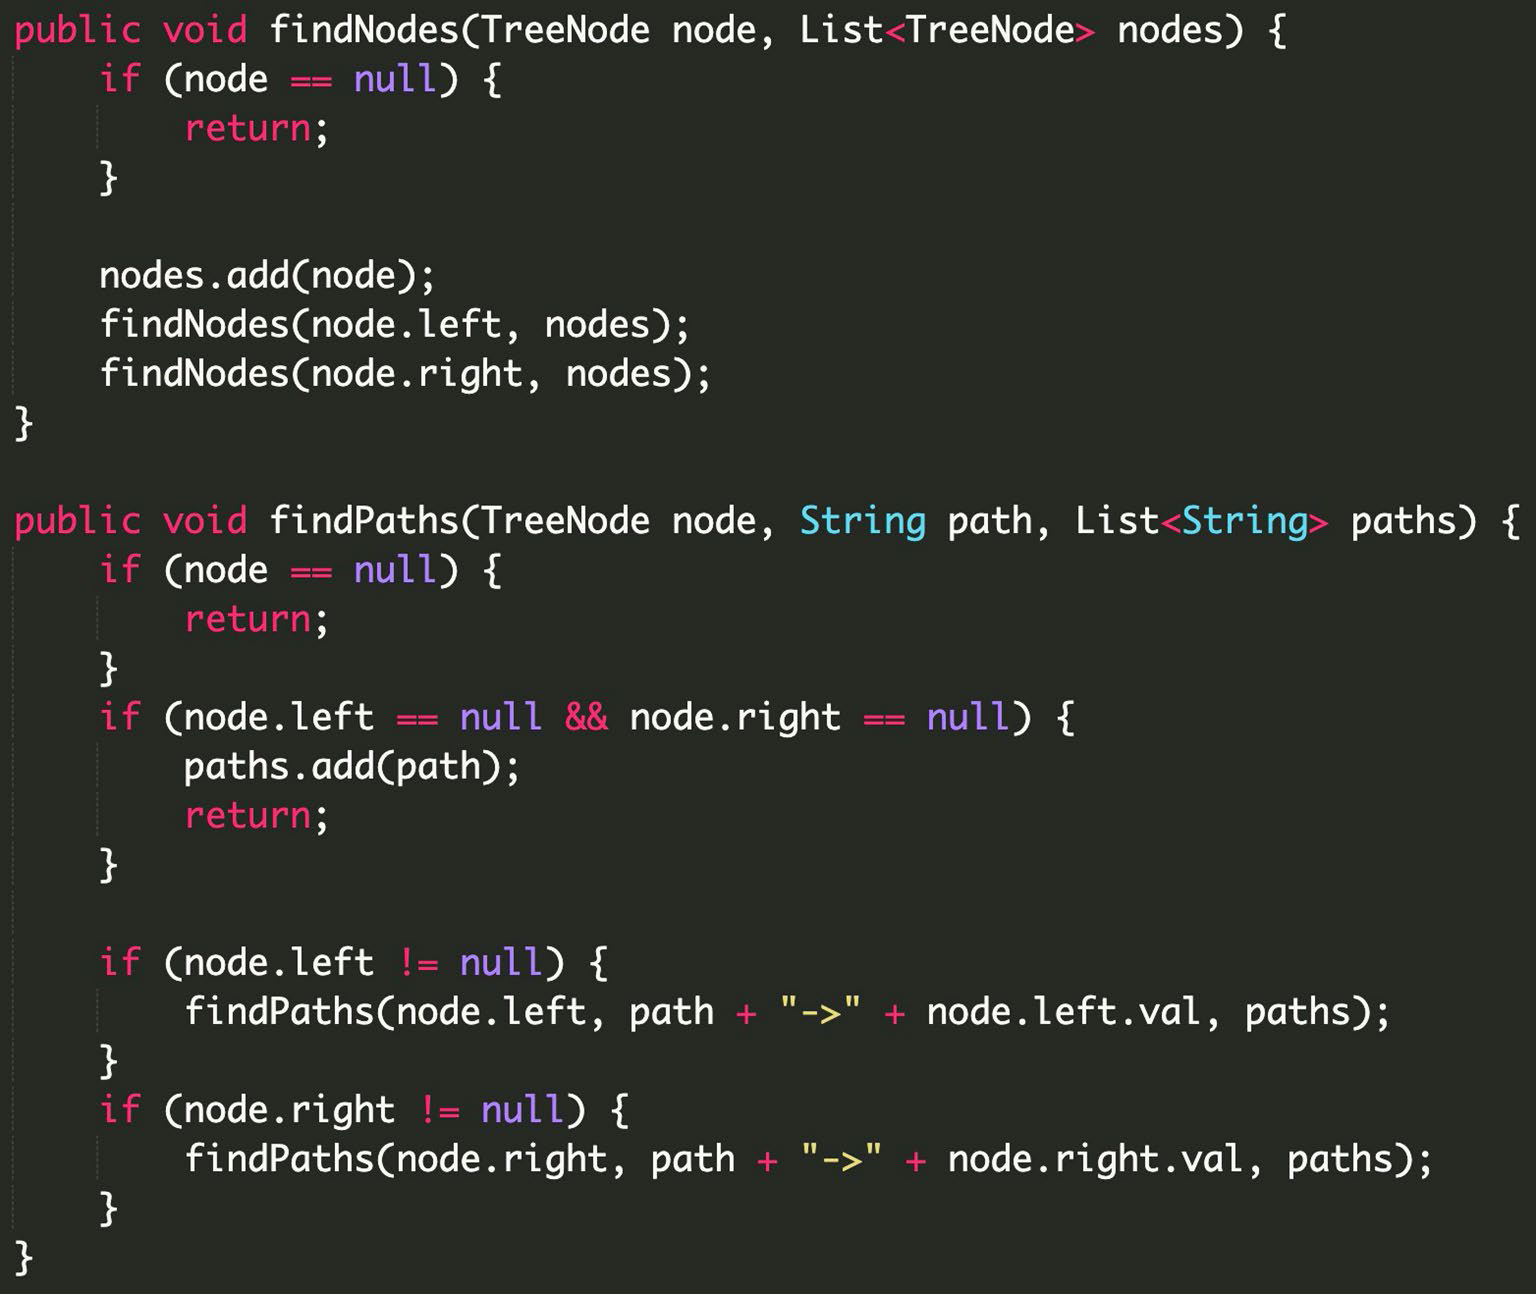 public void findNodes(TreeNode node, List<TreeNode> nodes) {
    if (node == null) {
        return;
    }

    nodes.add(node);
    findNodes(node.left, nodes);
    findNodes(node.right, nodes);
}

public void findPaths(TreeNode node, String path, List<String> paths) {
    if (node == null) {
        return;
    }
    if (node.left == null && node.right == null) {
        paths.add(path);
        return;
    }

    if (node.left != null) {
        findPaths(node.left, path + "->" + node.left.val, paths);
    }
    if (node.right != null) {
        findPaths(node.right, path + "->" + node.right.val, paths);
    }
}